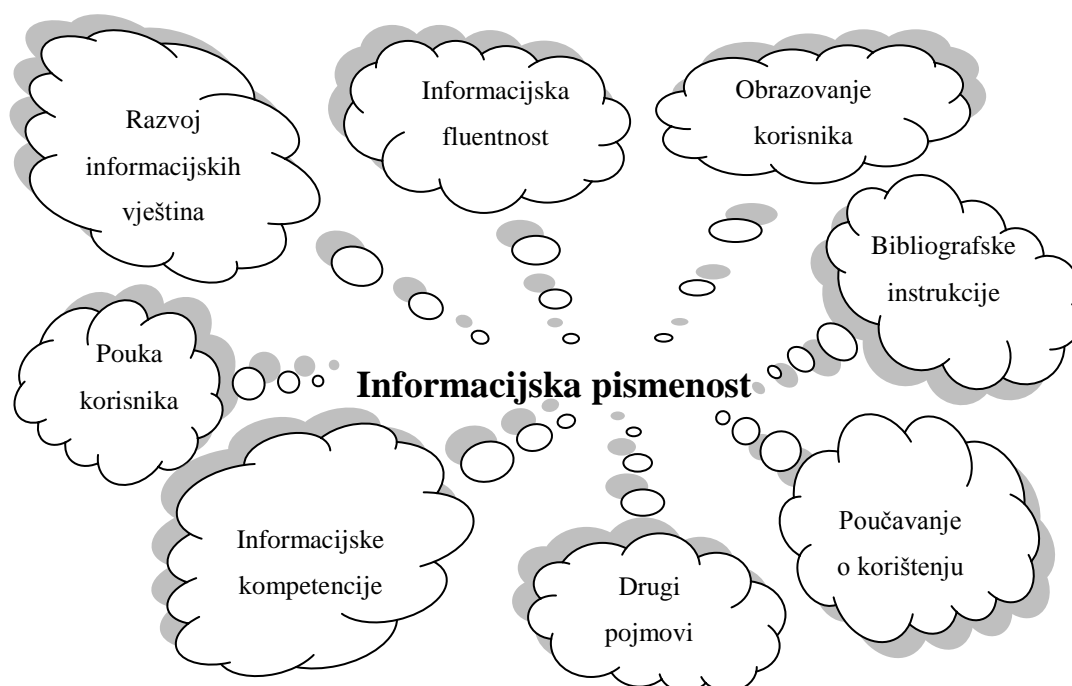 Razvoj
informacijskih
vještina
Informacijska
fluentnost
Obrazovanje
korisnika
Bibliografske
instrukcije
Pouka
korisnika
Informacijska pismenost
Informacijske
kompetencije
Drugi
pojmovi
Poučavanje
o korištenju